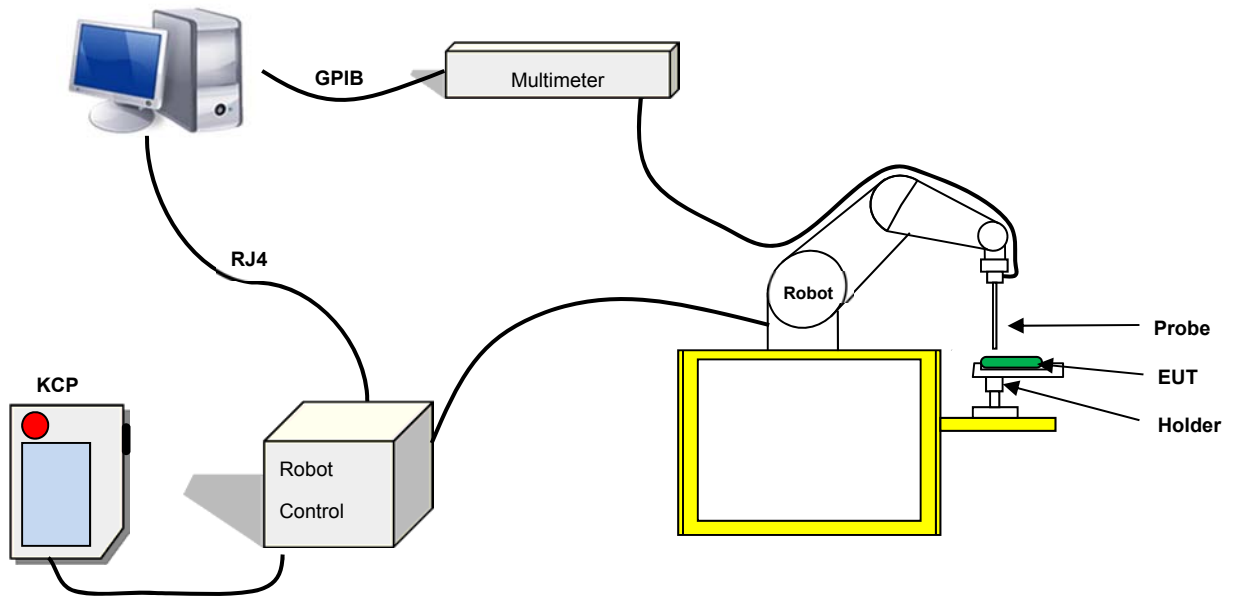 GPIB
Multimeter
RJ4
Robot
Probe
EUT
Holder
KCP
Robot
Control